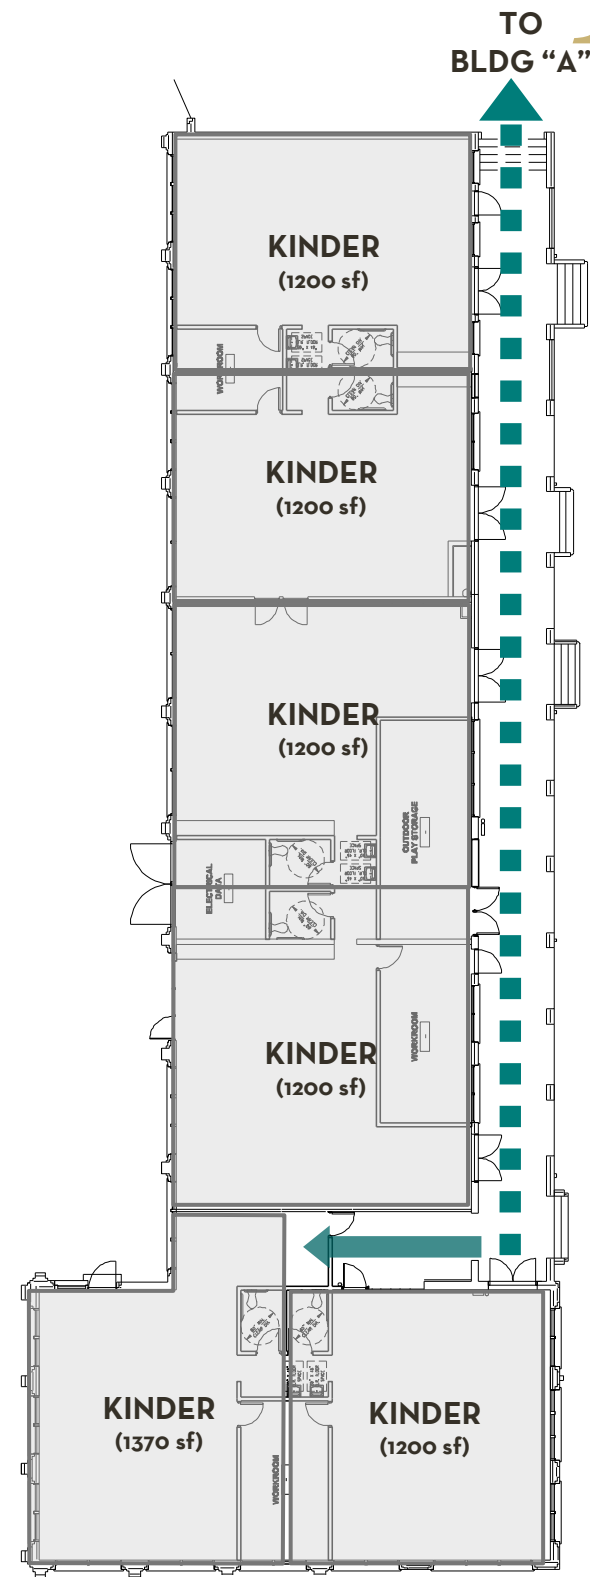 TO
BLDG “A”
KINDER
(1200 sf)
WORKROOM
KINDER
(1200 sf)
KINDER
(1200 sf)
OUTDOOR
PLAY STORAGE
ELECTRICAL
DATA
KINDER
(1200 sf)
WORKROOM
KINDER
(1370 sf)
KINDER
(1200 sf)
WORKROOM